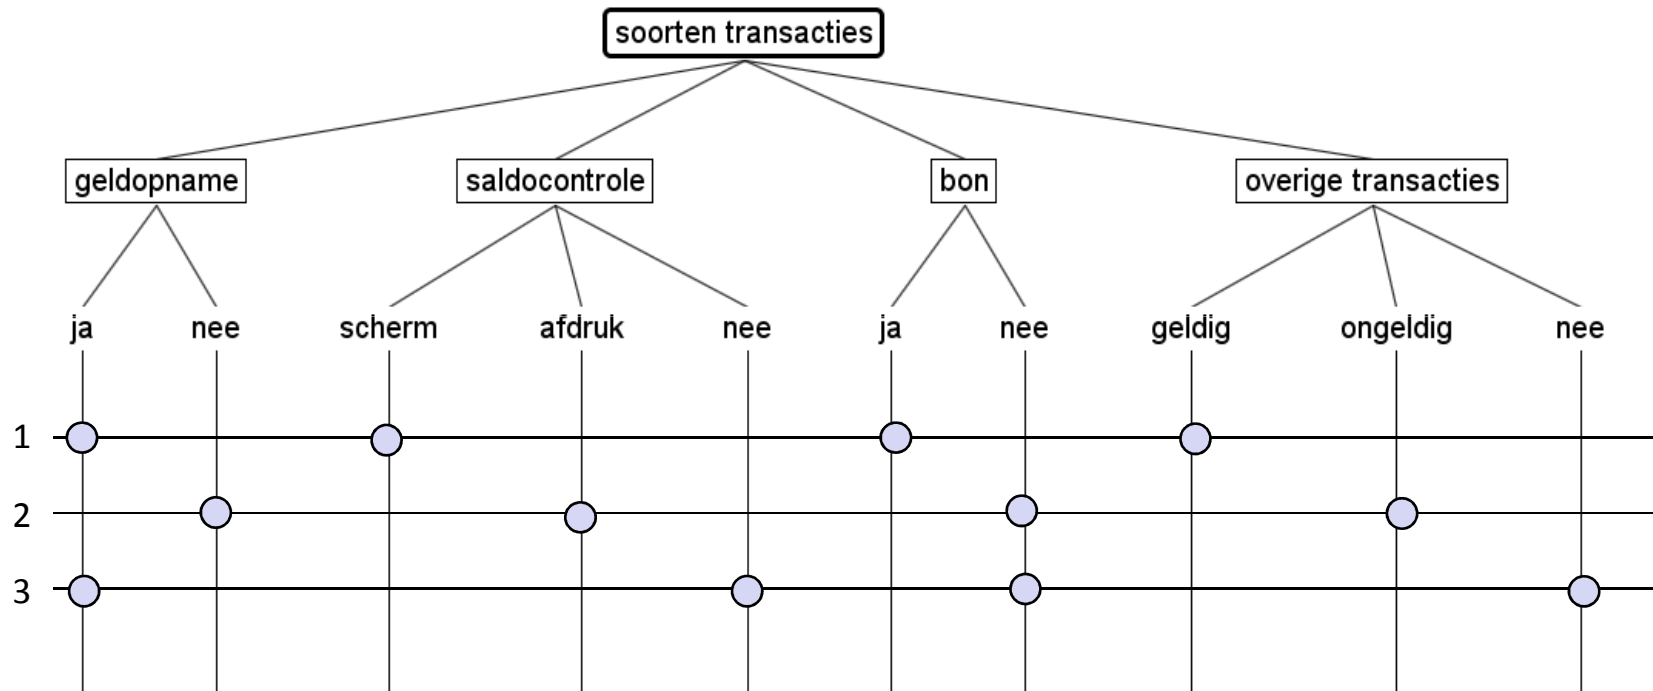 soorten transacties
geldopname saldocontrole bon overige transacties
ja nee scherm afdruk nee ja nee geldig ongeldig nee
1
2
3